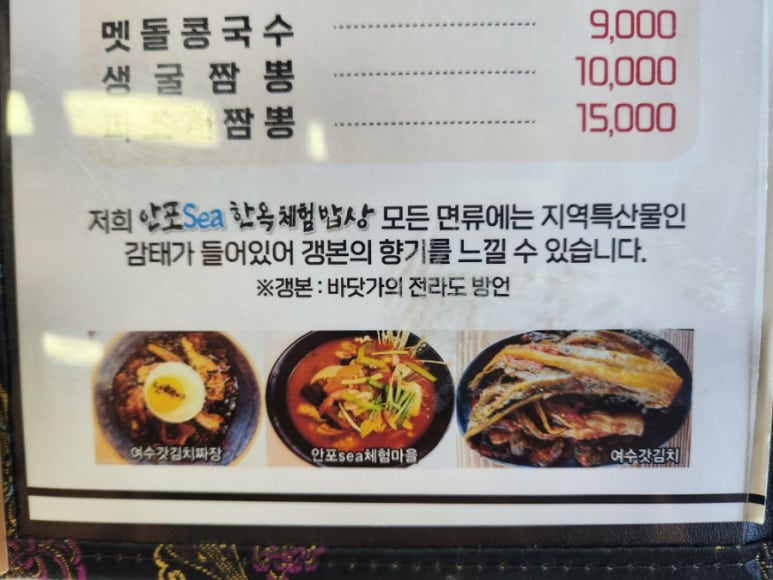 멧돌콩국수 9,000
생굴짬뽕 10,000
짬뽕 15,000
저희 안포Sea 한옥체험밥상 모든 면류에는 지역특산물인
감태가 들어있어 갱본의 향기를 느낄 수 있습니다.
※갱본 : 바닷가의 전라도 방언
여수갓김치짜장
안포sea체험마을
여수갓김치